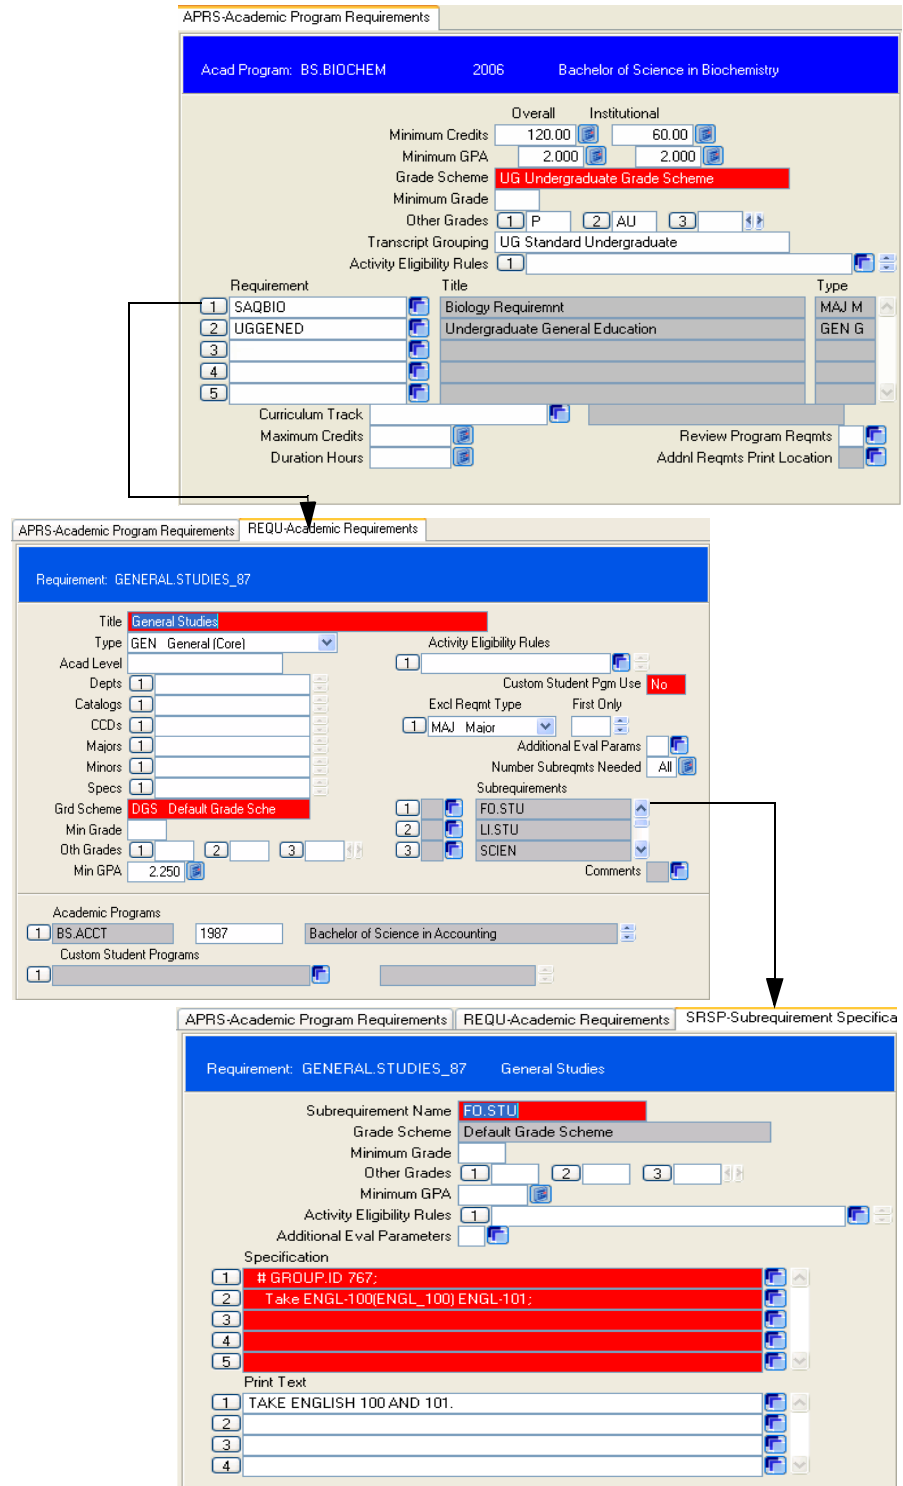 APRS-Academic Program Requirements
Acad Program: BS.BIOCHEM 2006 Bachelor of Science in Biochemistry
Overall Institutional
Minimum Credits 120.00 60.00
Minimum GPA 2.000 2.000
Grade Scheme UG Undergraduate Grade Scheme
Minimum Grade
Other Grades 1 P 2 AU 3
Transcript Grouping UG Standard Undergraduate
Activity Eligibility Rules 1
Requirement Title Type
1 SAQBIO Biology Requiremnt MAJ M
2 UGGENED Undergraduate General Education GEN G
3
4
5
Curriculum Track
Maximum Credits Review Program Reqmts
Duration Hours Addnl Reqmts Print Location
APRS-Academic Program Requirements REQU-Academic Requirements
Requirement: GENERAL.STUDIES_87
Title General Studies
Type GEN General (Core) Activity Eligibility Rules
Acad Level 1
Depts 1 Custom Student Pgm Use No
Catalogs 1 Excl Reqmt Type First Only
CCDs 1 1 MAJ Major
Majors 1 Additional Eval Params
Minors 1 Number Subreqmts Needed All
Specs 1 Subrequirements
Grd Scheme DGS Default Grade Sche 1 FO.STU
Min Grade 2 LI.STU
Oth Grades 1 2 3 3 SCIEN
Min GPA 2.250 Comments
Academic Programs
1 BS.ACCT 1987 Bachelor of Science in Accounting
Custom Student Programs
1
APRS-Academic Program Requirements REQU-Academic Requirements SRSP-Subrequirement Specifica
Requirement: GENERAL.STUDIES_87 General Studies
Subrequirement Name FO.STU
Grade Scheme Default Grade Scheme
Minimum Grade
Other Grades 1 2 3
Minimum GPA
Activity Eligibility Rules 1
Additional Eval Parameters
Specification
1 # GROUP.ID 767;
2 Take ENGL-100(ENGL_100) ENGL-101;
3
4
5
Print Text
1 TAKE ENGLISH 100 AND 101.
2
3
4